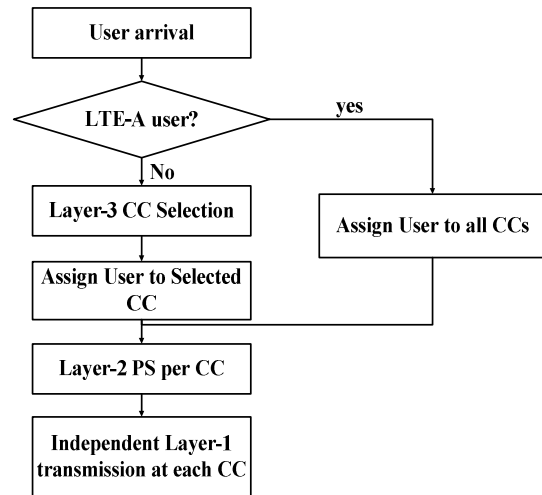 User arrival
LTE-A user?
yes
No
Layer-3 CC Selection
Assign User to all CCs
Assign User to Selected
CC
Layer-2 PS per CC
Independent Layer-1
transmission at each CC